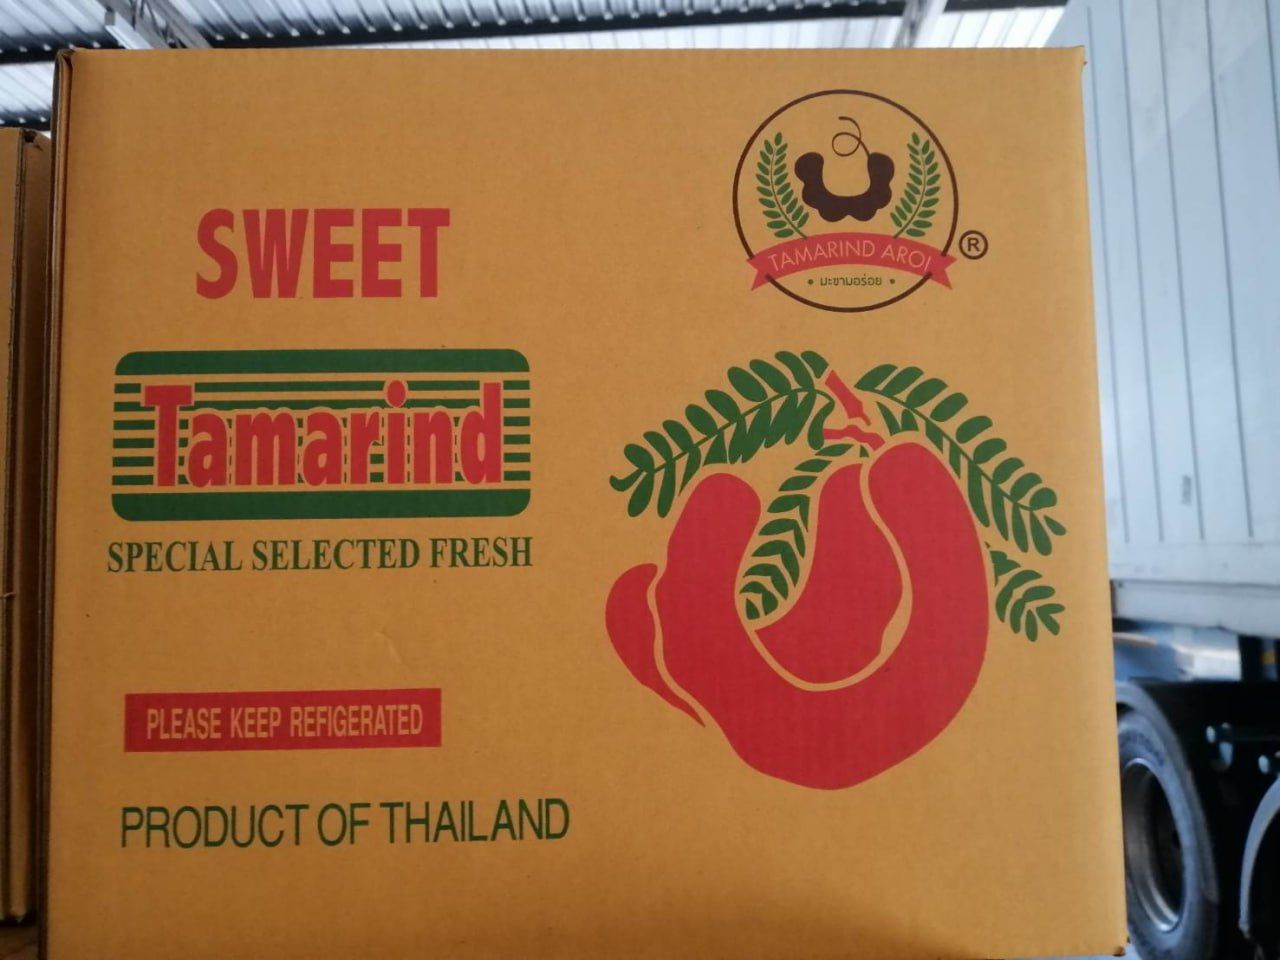 TAMARIND AROI
®
• มะขามอร่อย •
SWEET
Tamarind
SPECIAL SELECTED FRESH
PLEASE KEEP REFIGERATED
PRODUCT OF THAILAND